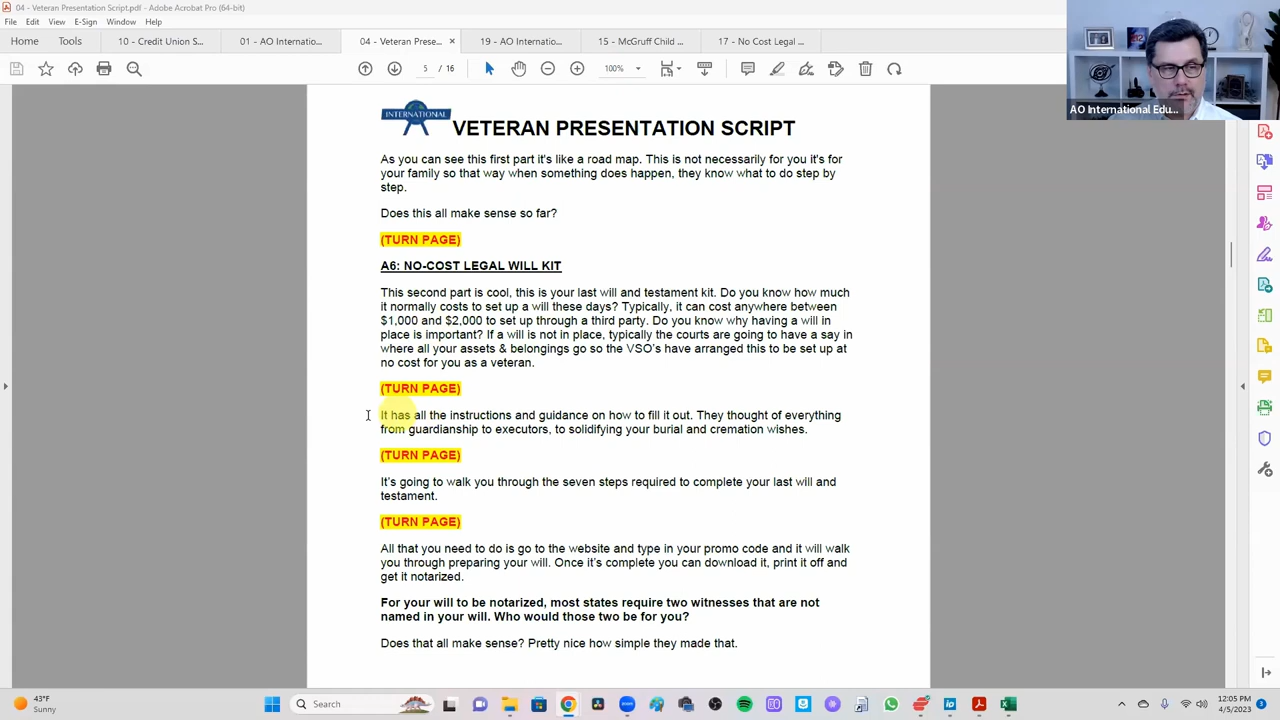 04 - Veteran Presentation Script.pdf - Adobe Acrobat Pro (64-bit)
File Edit View E-Sign Window Help
Home Tools 10 - Credit Union S... 01 - AO Internatio... 04 - Veteran Prese... × 19 - AO Internatio... 15 - McGruff Child ... 17 - No Cost Legal ...
5 / 16 100%
AO International Edu...
INTERNATIONAL
VETERAN PRESENTATION SCRIPT
As you can see this first part it's like a road map. This is not necessarily for you it's for
your family so that way when something does happen, they know what to do step by
step.
Does this all make sense so far?
(TURN PAGE)
A6: NO-COST LEGAL WILL KIT
This second part is cool, this is your last will and testament kit. Do you know how much
it normally costs to set up a will these days? Typically, it can cost anywhere between
$1,000 and $2,000 to set up through a third party. Do you know why having a will in
place is important? If a will is not in place, typically the courts are going to have a say in
where all your assets & belongings go so the VSO's have arranged this to be set up at
no cost for you as a veteran.
(TURN PAGE)
It has all the instructions and guidance on how to fill it out. They thought of everything
from guardianship to executors, to solidifying your burial and cremation wishes.
(TURN PAGE)
It's going to walk you through the seven steps required to complete your last will and
testament.
(TURN PAGE)
All that you need to do is go to the website and type in your promo code and it will walk
you through preparing your will. Once it's complete you can download it, print it off and
get it notarized.
For your will to be notarized, most states require two witnesses that are not
named in your will. Who would those two be for you?
Does that all make sense? Pretty nice how simple they made that.
43°F
Sunny
Search
12:05 PM
4/5/2023